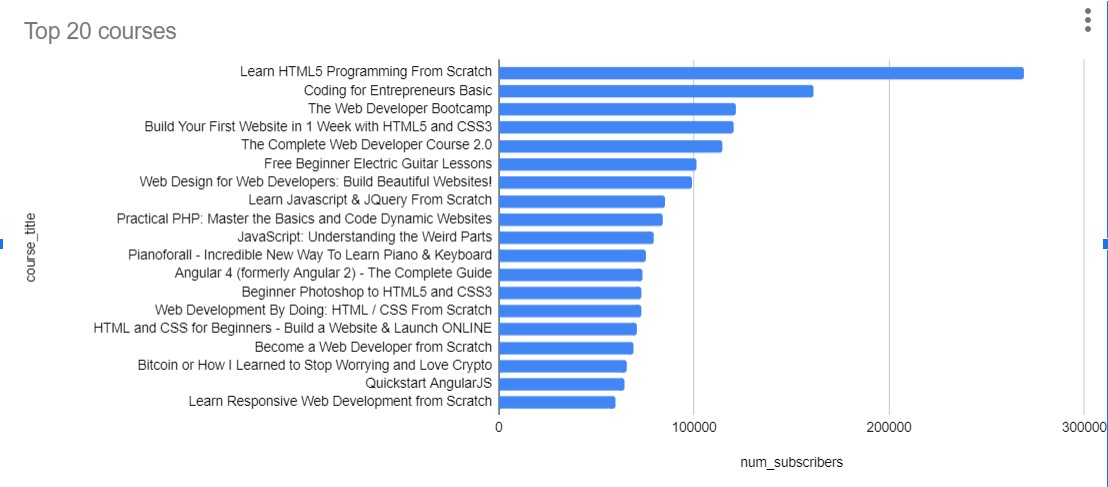 Top 20 courses
Learn HTML5 Programming From Scratch
Coding for Entrepreneurs Basic
The Web Developer Bootcamp
Build Your First Website in 1 Week with HTML5 and CSS3
The Complete Web Developer Course 2.0
Free Beginner Electric Guitar Lessons
Web Design for Web Developers: Build Beautiful Websites!
Learn Javascript & JQuery From Scratch
Practical PHP: Master the Basics and Code Dynamic Websites
JavaScript: Understanding the Weird Parts
Pianoforall - Incredible New Way To Learn Piano & Keyboard
Angular 4 (formerly Angular 2) - The Complete Guide
Beginner Photoshop to HTML5 and CSS3
Web Development By Doing: HTML / CSS From Scratch
HTML and CSS for Beginners - Build a Website & Launch ONLINE
Become a Web Developer from Scratch
Bitcoin or How I Learned to Stop Worrying and Love Crypto
Quickstart AngularJS
Learn Responsive Web Development from Scratch
course_title
0 100000 200000 300000
num_subscribers